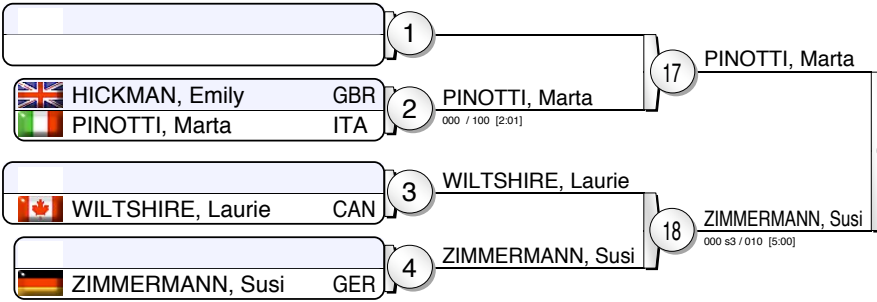 1
HICKMAN, Emily GBR
PINOTTI, Marta ITA
2
PINOTTI, Marta
000 / 100 [2:01]
17
PINOTTI, Marta
3
WILTSHIRE, Laurie CAN
WILTSHIRE, Laurie
4
ZIMMERMANN, Susi GER
ZIMMERMANN, Susi
18
ZIMMERMANN, Susi
000 s3 / 010 [5:00]